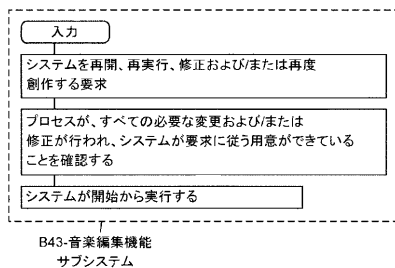 入力
システムを再開、再実行、修正および/または再度
創作する要求
プロセスが、すべての必要な変更および/または
修正が行われ、システムが要求に従う用意ができている
ことを確認する
システムが開始から実行する
B43-音楽編集機能
サブシステム